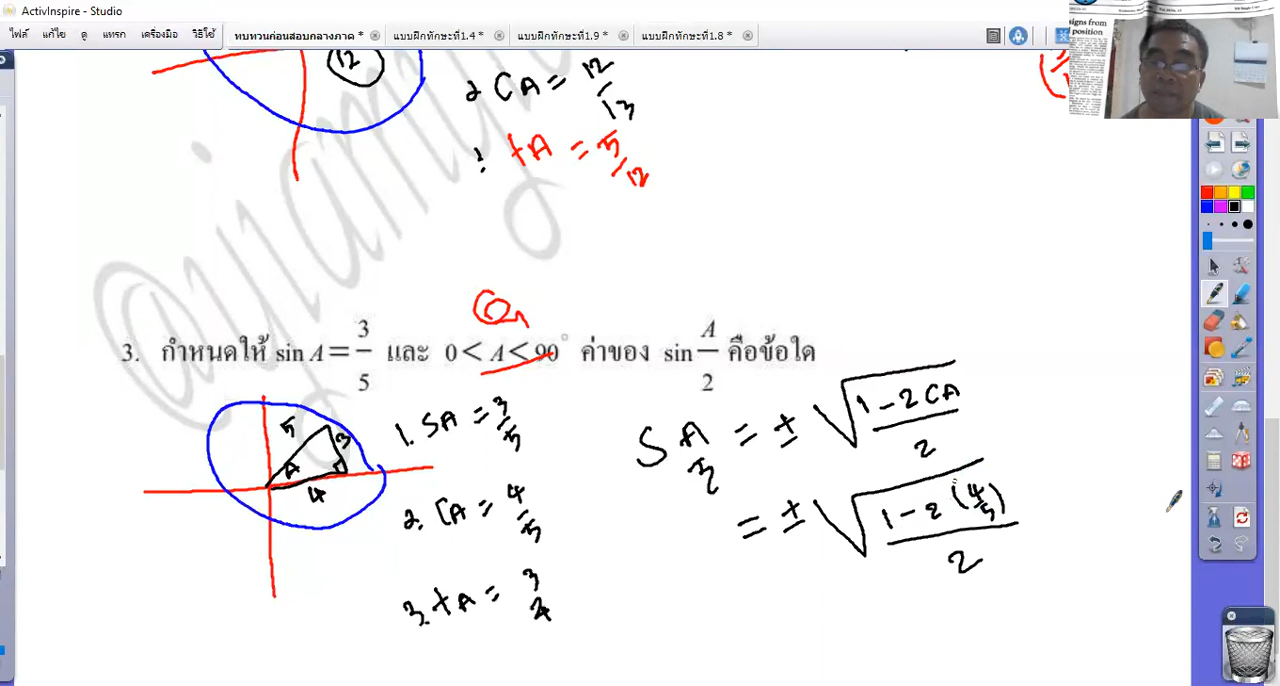 ActivInspire - Studio
ไฟล์ แก้ไข ดู แทรก เครื่องมือ วิธีใช้
ทบทวนก่อนสอบกลางภาค * แบบฝึกทักษะที่1.4 * แบบฝึกทักษะที่1.9 * แบบฝึกทักษะที่1.8 *
signs from
position
12
2 CA = 12/13
tA = 5/12
Q1
3. กำหนดให้ sin A = 3/5 และ 0 < A < 90° ค่าของ sin A/2 คือข้อใด
5 3
A
4
1. SA = 3/5
2. CA = 4/5
3. tA = 3/4
S A/2 = ± √((1 - 2 CA)/2)
= ± √((1 - 2 (4/5))/2)